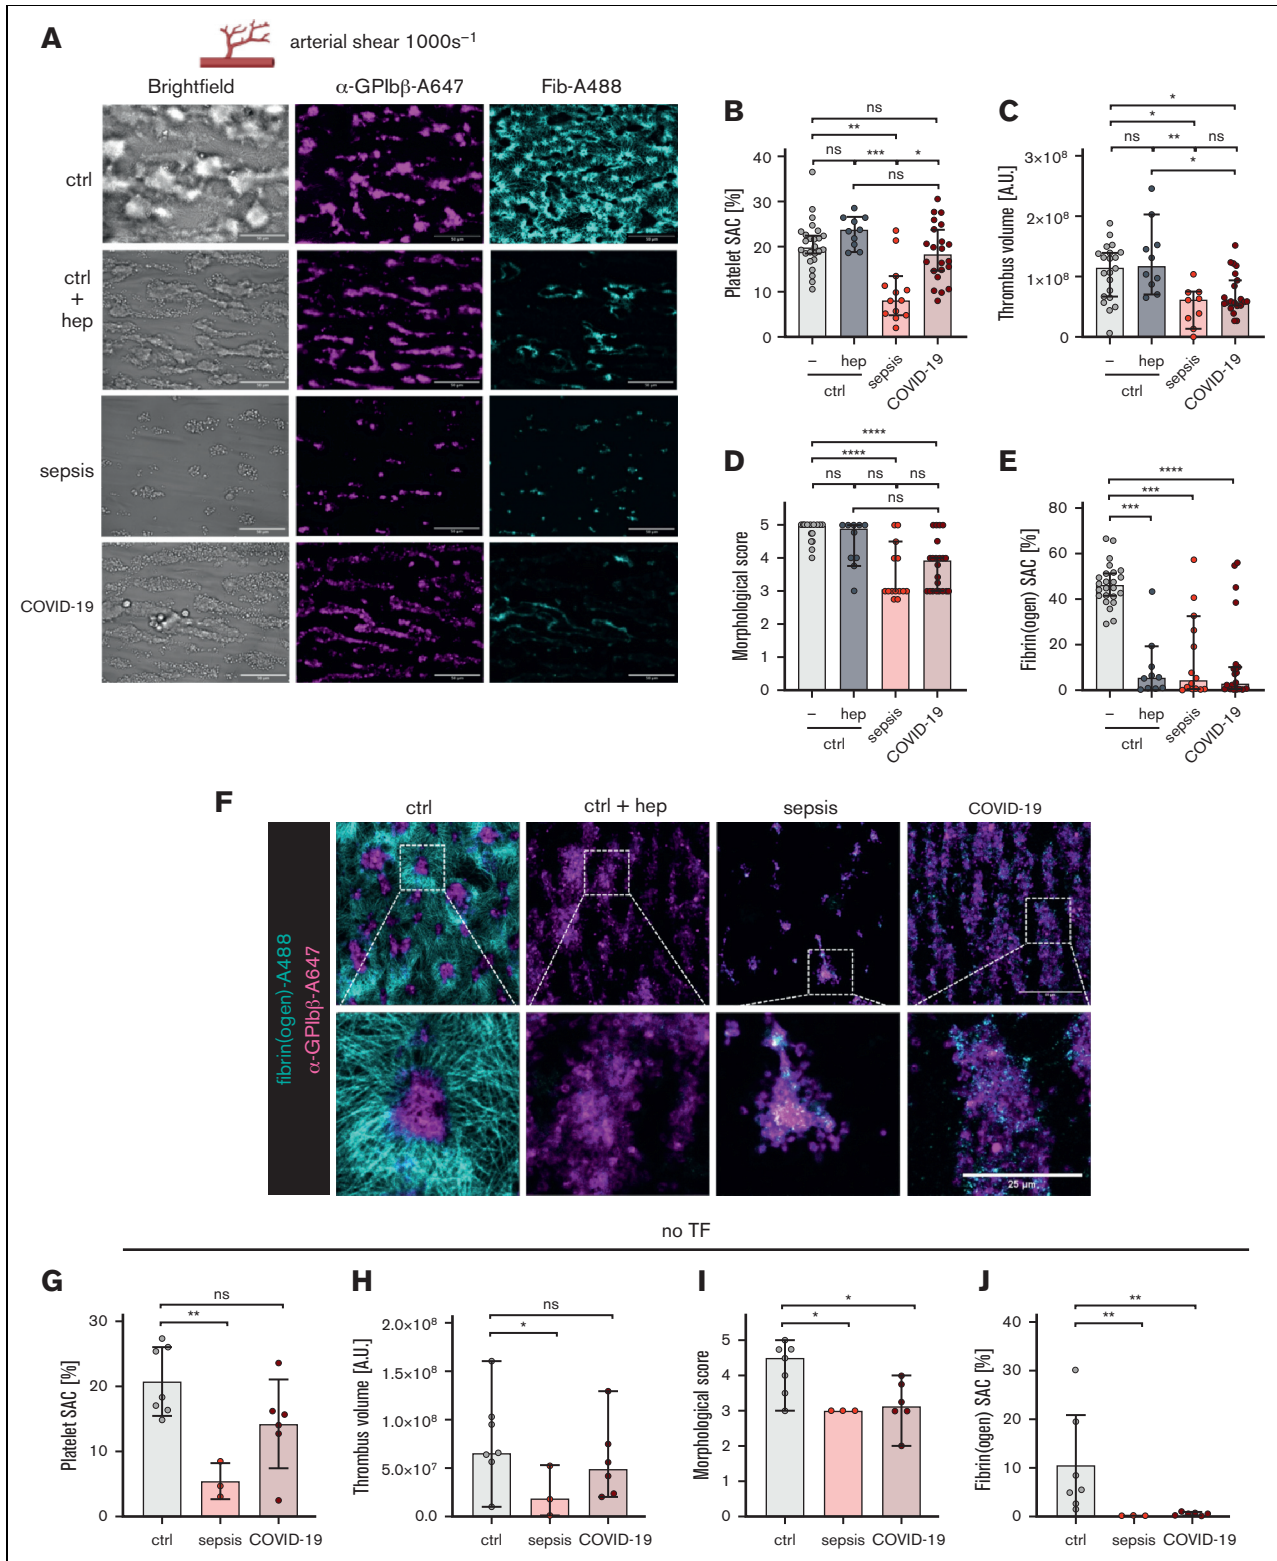 A
arterial shear 1000s⁻¹
Brightfield
α-GPIbβ-A647
Fib-A488
ctrl
ctrl
+
hep
sepsis
COVID-19
B
ns
**
ns
***
*
ns
Platelet SAC [%]
40
30
20
10
0
–
hep
sepsis
COVID-19
ctrl
C
*
*
ns
**
ns
*
Thrombus volume [A.U.]
3×10⁸
2×10⁸
1×10⁸
0
–
hep
sepsis
COVID-19
ctrl
D
****
****
ns
ns
ns
ns
Morphological score
5
4
3
2
1
0
–
hep
sepsis
COVID-19
ctrl
E
****
***
***
Fibrin(ogen) SAC [%]
80
60
40
20
0
–
hep
sepsis
COVID-19
ctrl
F
ctrl
ctrl + hep
sepsis
COVID-19
fibrin(ogen)-A488
α-GPIbβ-A647
25 µm
no TF
G
ns
**
Platelet SAC [%]
30
20
10
0
ctrl
sepsis
COVID-19
H
ns
*
Thrombus volume [A.U.]
2.0×10⁸
1.5×10⁸
1.0×10⁸
5.0×10⁷
0.0
ctrl
sepsis
COVID-19
I
*
*
Morphological score
5
4
3
2
1
0
ctrl
sepsis
COVID-19
J
**
**
Fibrin(ogen) SAC [%]
40
30
20
10
0
ctrl
sepsis
COVID-19